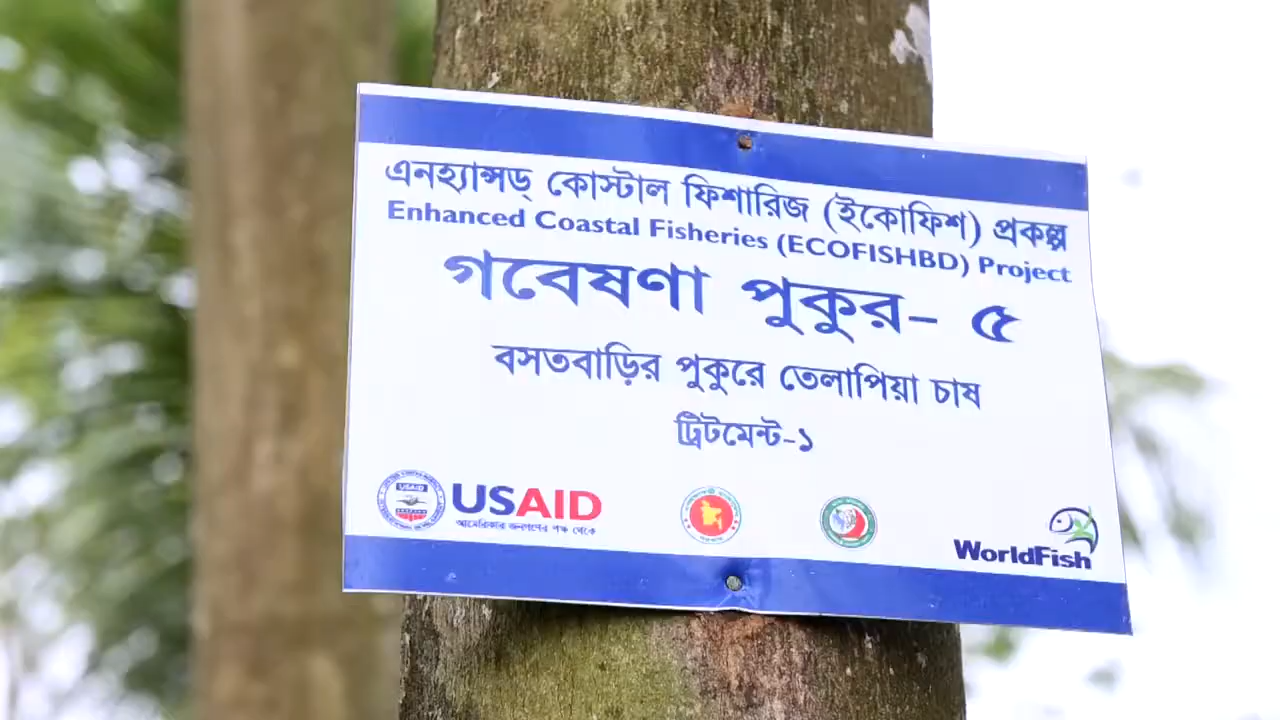 এনহ্যান্সড্ কোস্টাল ফিশারিজ (ইকোফিশ) প্রকল্প
Enhanced Coastal Fisheries (ECOFISHBD) Project
গবেষণা পুকুর- ৫
বসতবাড়ির পুকুরে তেলাপিয়া চাষ
ট্রিটমেন্ট-১
USAID
USAID
আমেরিকার জনগণের পক্ষ থেকে
WorldFish